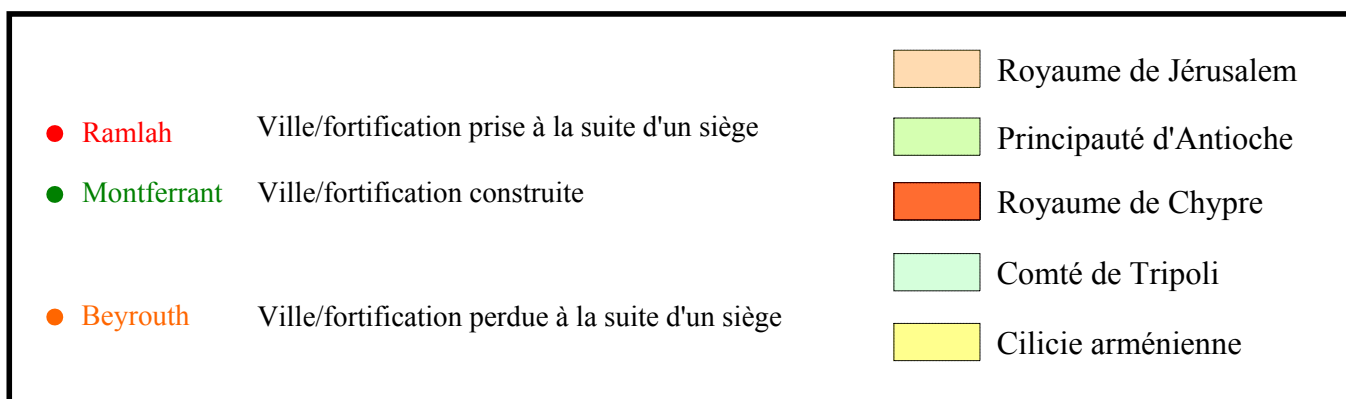 Ramlah Ville/fortification prise à la suite d'un siège
Montferrant Ville/fortification construite
Beyrouth Ville/fortification perdue à la suite d'un siège
Royaume de Jérusalem
Principauté d'Antioche
Royaume de Chypre
Comté de Tripoli
Cilicie arménienne